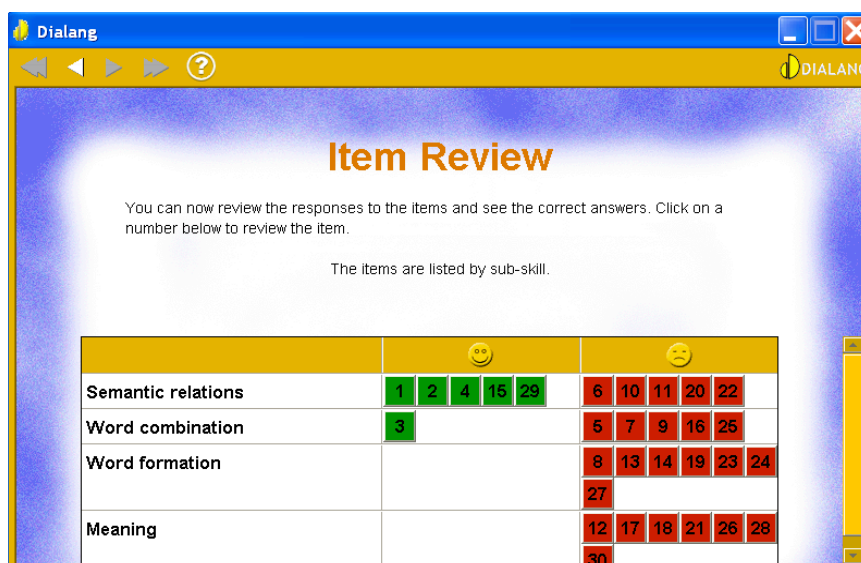 Dialang
?
DIALANG
Item Review
You can now review the responses to the items and see the correct answers. Click on a
number below to review the item.
The items are listed by sub-skill.
Semantic relations 1 2 4 15 29 6 10 11 20 22
Word combination 3 5 7 9 16 25
Word formation 8 13 14 19 23 24
27
Meaning 12 17 18 21 26 28
30